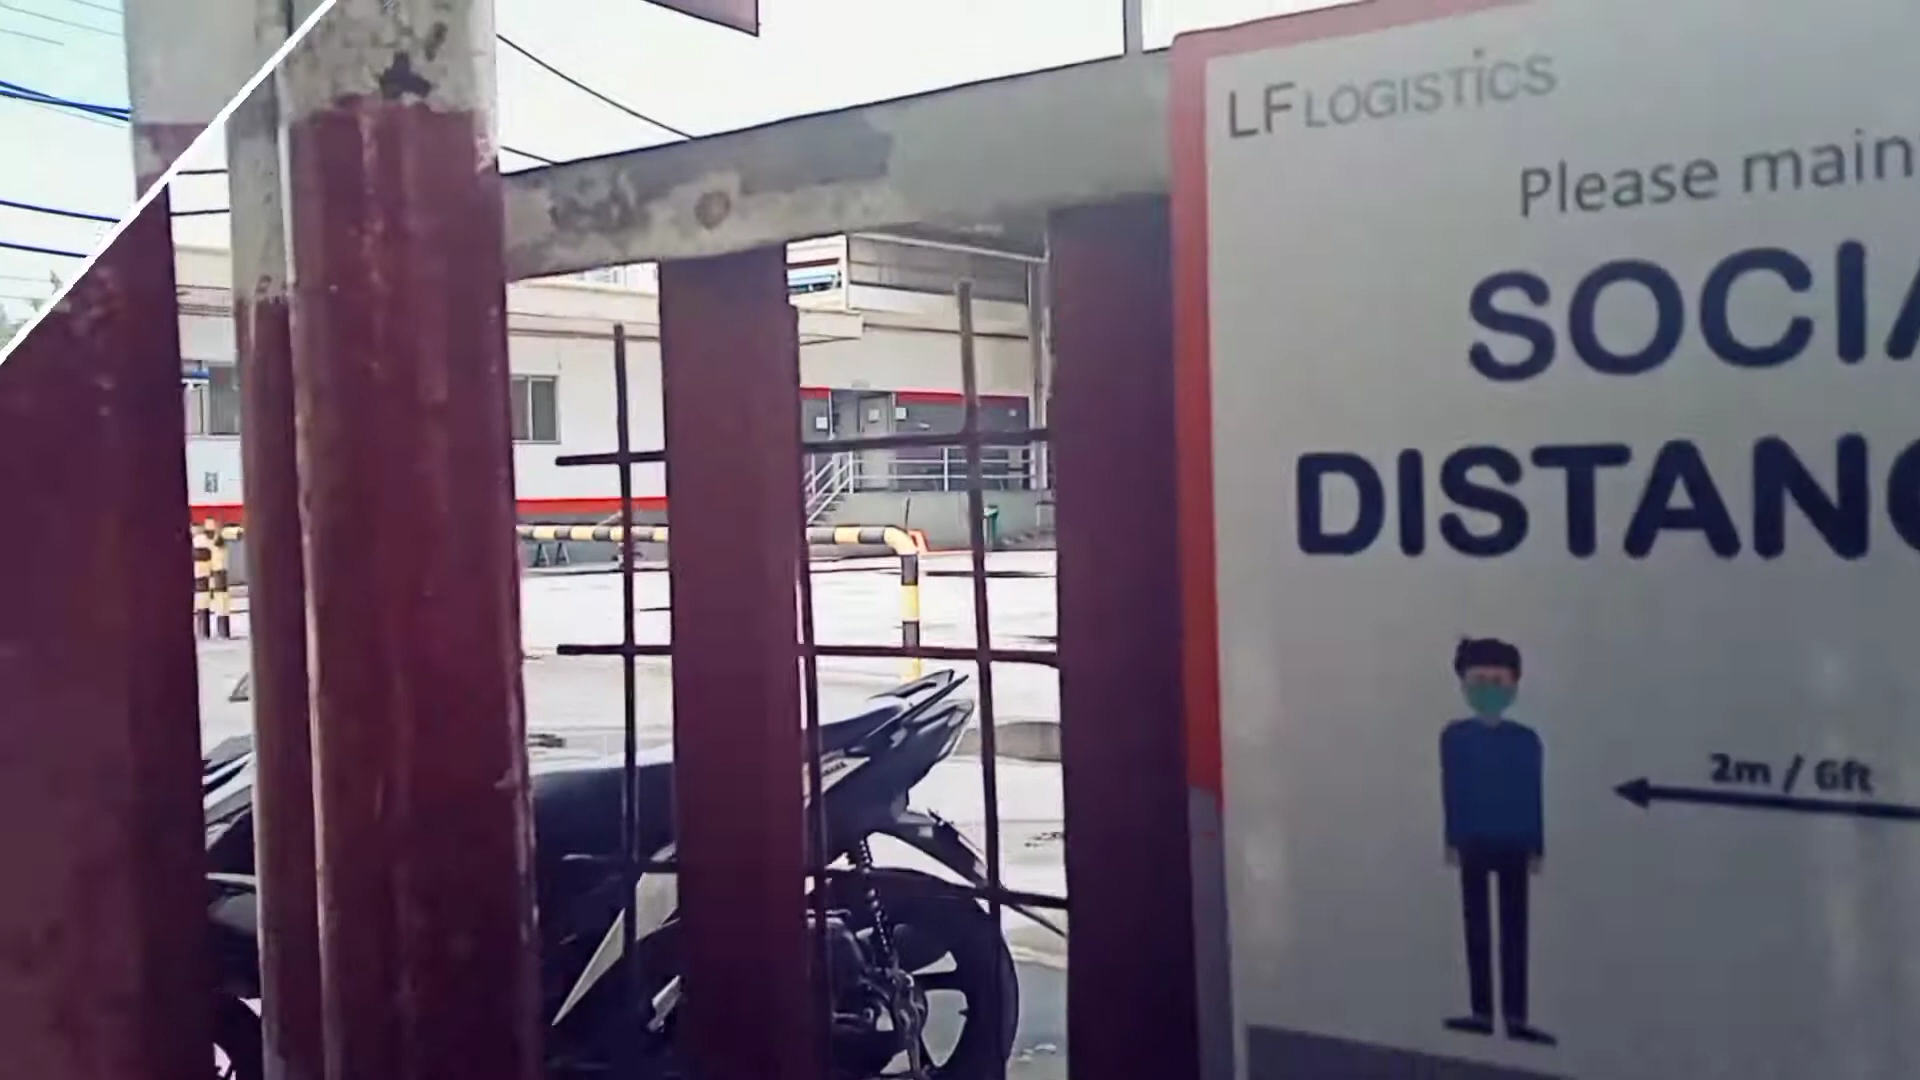 LF LOGISTICS
Please main
SOCIA
DISTANC
2m / 6ft